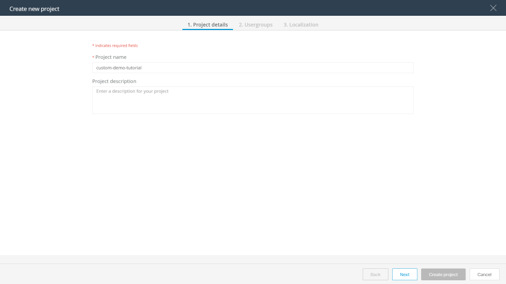 Create new project
1. Project details
2. Usergroups
3. Localization
* Indicates required fields
* Project name
custom-demo-tutorial
Project description
Enter a description for your project
Back
Next
Create project
Cancel